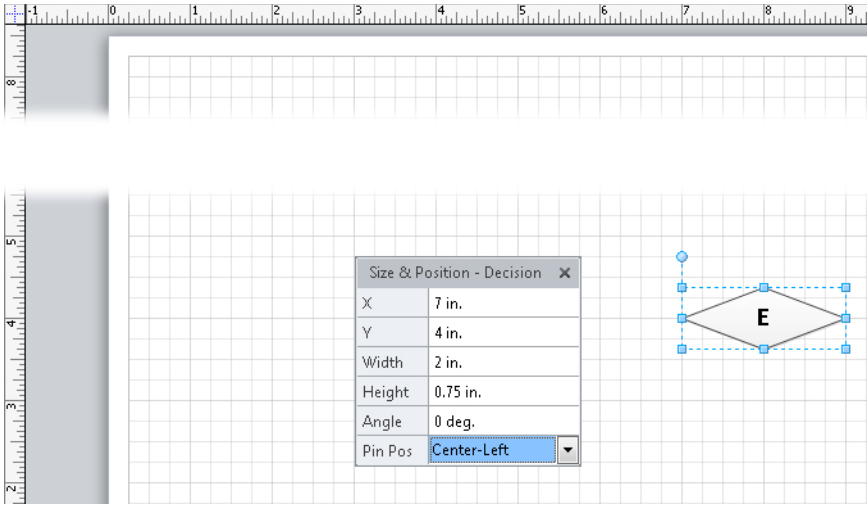 -1 0 1 2 3 4 5 6 7 8 9
8
5
Size & Position - Decision
X 7 in.
Y 4 in.
E
4
Width 2 in.
Height 0.75 in.
3
Angle 0 deg.
Pin Pos Center-Left
2